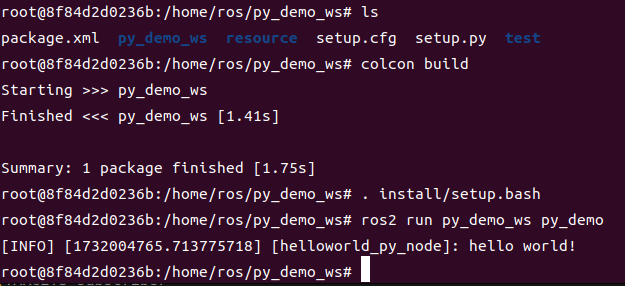 root@8f84d2d0236b:/home/ros/py_demo_ws# ls
package.xml  py_demo_ws  resource  setup.cfg  setup.py  test
root@8f84d2d0236b:/home/ros/py_demo_ws# colcon build
Starting >>> py_demo_ws
Finished <<< py_demo_ws [1.41s]

Summary: 1 package finished [1.75s]
root@8f84d2d0236b:/home/ros/py_demo_ws# . install/setup.bash
root@8f84d2d0236b:/home/ros/py_demo_ws# ros2 run py_demo_ws py_demo
[INFO] [1732004765.713775718] [helloworld_py_node]: hello world!
root@8f84d2d0236b:/home/ros/py_demo_ws#